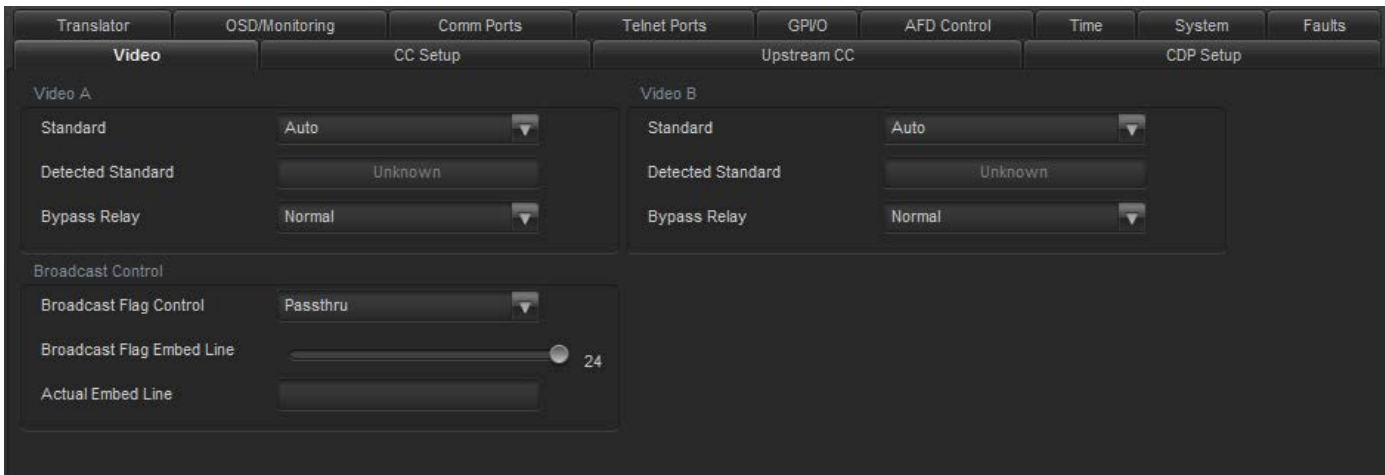 Translator OSD/Monitoring Comm Ports Telnet Ports GPI/O AFD Control Time System Faults
Video CC Setup Upstream CC CDP Setup
Video A Video B
Standard Auto Standard Auto
Detected Standard Unknown Detected Standard Unknown
Bypass Relay Normal Bypass Relay Normal
Broadcast Control
Broadcast Flag Control Passthru
Broadcast Flag Embed Line 24
Actual Embed Line